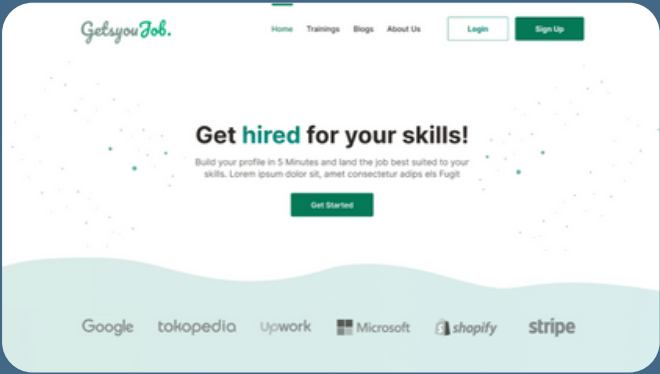 GetsyouJob.
Home Trainings Blogs About Us Login Sign Up
Get hired for your skills!
Build your profile in 5 Minutes and land the job best suited to your
skills. Lorem ipsum dolor sit, amet consectetur adips els Fugit
Get Started
Google tokopedia Upwork Microsoft shopify stripe